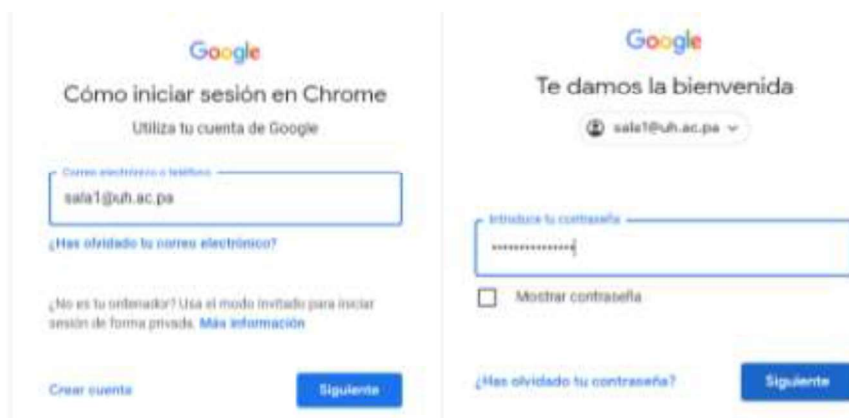 Google
Cómo iniciar sesión en Chrome
Utiliza tu cuenta de Google
Correo electrónico o teléfono
sala1@uh.ac.pa
¿Has olvidado tu correo electrónico?
¿No es tu ordenador? Usa el modo invitado para iniciar
sesión de forma privada. Más información
Crear cuenta
Siguiente
Google
Te damos la bienvenida
sala1@uh.ac.pa
Introduce tu contraseña
Mostrar contraseña
¿Has olvidado tu contraseña?
Siguiente